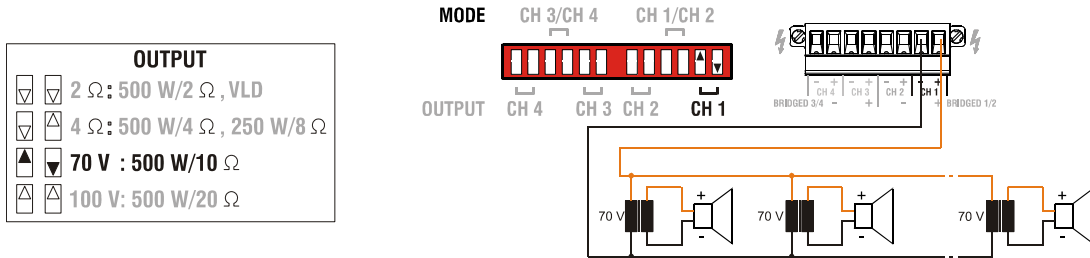 OUTPUT
2 Ω: 500 W/2 Ω, VLD
4 Ω: 500 W/4 Ω, 250 W/8 Ω
70 V : 500 W/10 Ω
100 V: 500 W/20 Ω
MODE CH 3/CH 4 CH 1/CH 2
OUTPUT CH 4 CH 3 CH 2 CH 1
- + - + - + - +
CH 4 CH 3 CH 2 CH 1
BRIDGED 3/4 - + - + BRIDGED 1/2
70 V + -
70 V + -
70 V + -